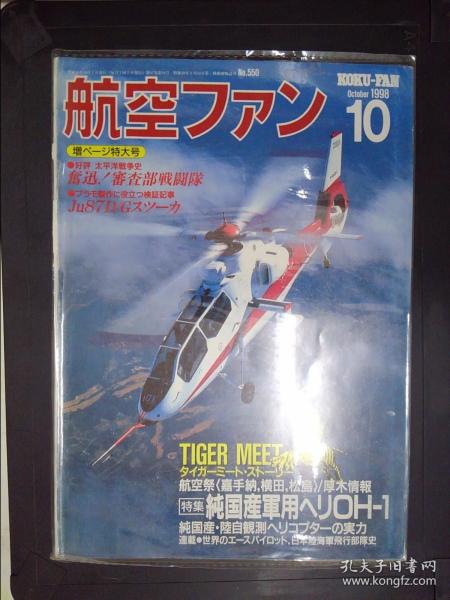 No.550
KOKU-FAN
October 1998
10
航空ファン
増ページ特大号
●好評 太平洋戦争史
奮迅!審査部戦闘隊
●プラモ製作に役立つ検証記事
Ju87D/Gスツーカ
TIGER MEET
タイガーミート・ストーリー
航空祭〈嘉手納、横田、松島〉/厚木情報
特集 純国産軍用ヘリOH-1
純国産・陸自観測ヘリコプターの実力
連載●世界のエースパイロット、日本陸海軍飛行部隊史
孔夫子旧书网